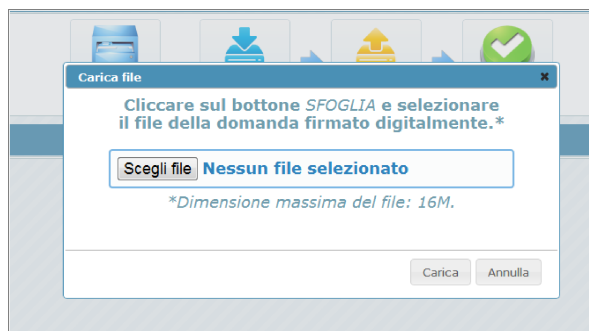 Carica file
Cliccare sul bottone SFOGLIA e selezionare
il file della domanda firmato digitalmente.*
Scegli file Nessun file selezionato
*Dimensione massima del file: 16M.
Carica Annulla